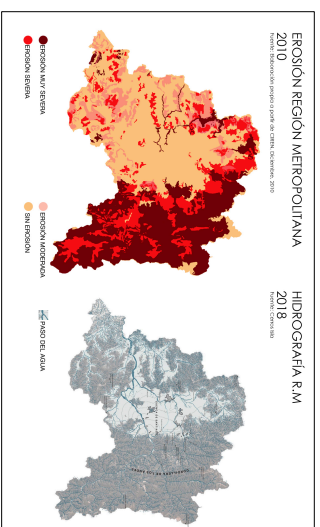 EROSIÓN REGIÓN METROPOLITANA
2010
Fuente: Elaboración propia a partir de CIREN, diciembre, 2010
EROSIÓN MUY SEVERA
EROSIÓN SEVERA
EROSIÓN MODERADA
SIN EROSIÓN
HIDROGRAFÍA R.M
2018
PASO DEL AGUA